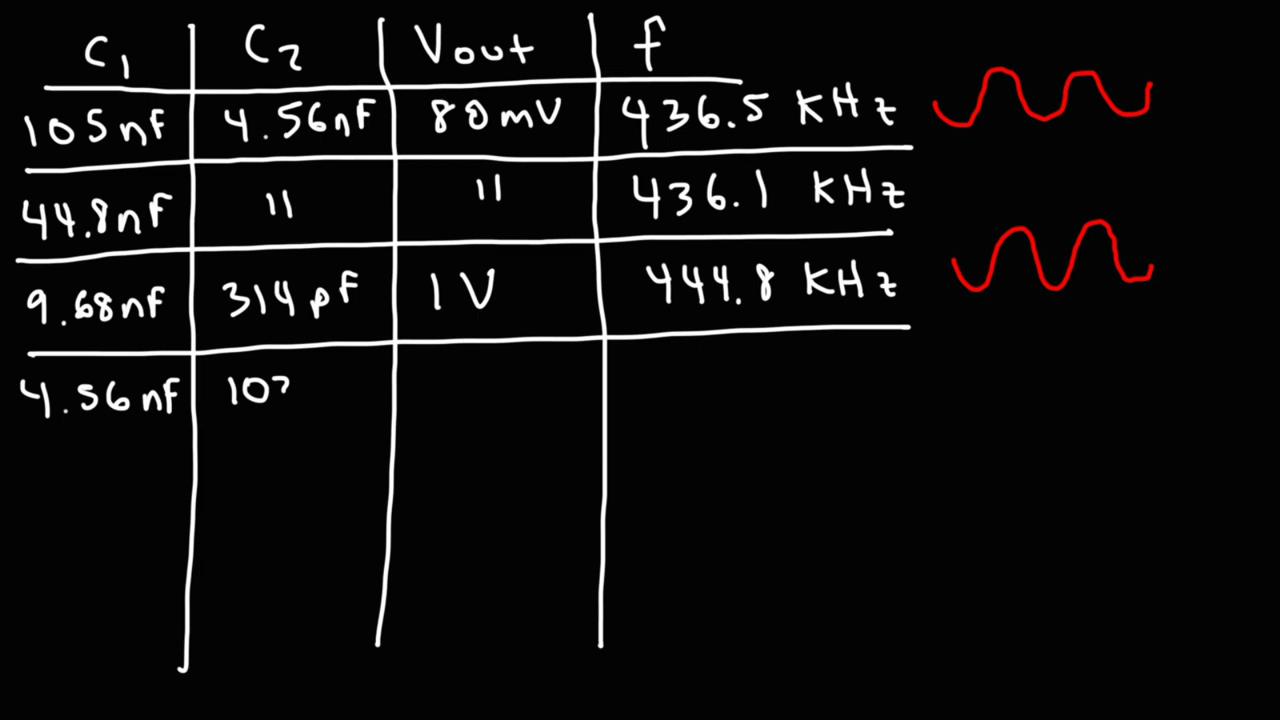 C1 C2 Vout f
105nF 4.56nF 80mV 436.5 KHz
44.8nF " " 436.1 KHz
9.68nF 314pF 1V 444.8 KHz
4.56nF